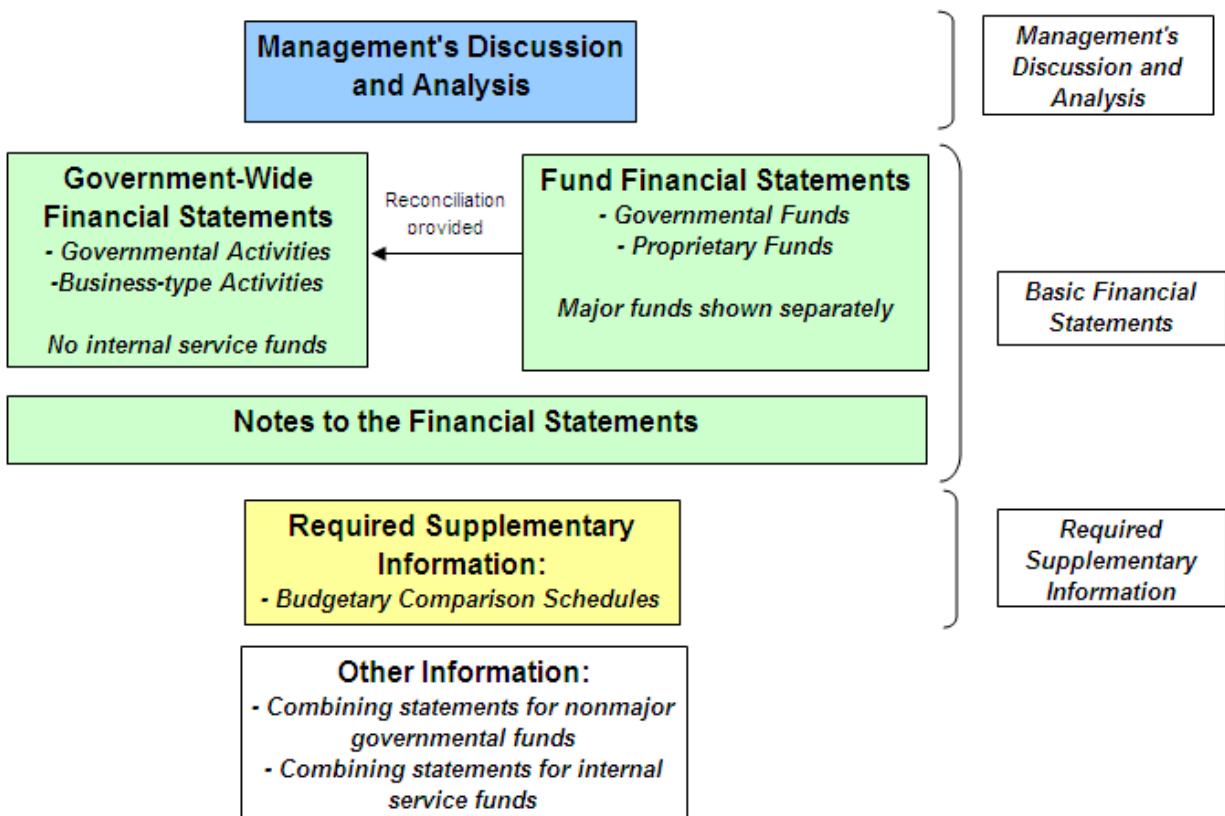 Management's Discussion
and Analysis
Management's
Discussion and
Analysis
Government-Wide
Financial Statements
- Governmental Activities
-Business-type Activities
No internal service funds
Reconciliation
provided
Fund Financial Statements
- Governmental Funds
- Proprietary Funds
Major funds shown separately
Basic Financial
Statements
Notes to the Financial Statements
Required Supplementary
Information:
- Budgetary Comparison Schedules
Required
Supplementary
Information
Other Information:
- Combining statements for nonmajor
governmental funds
- Combining statements for internal
service funds